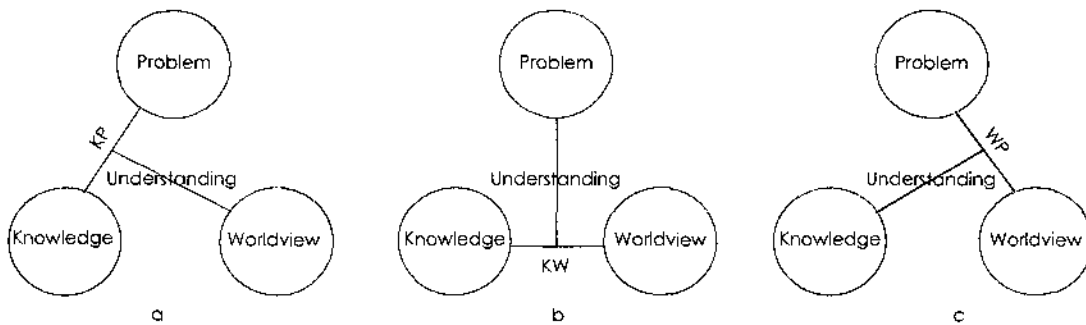 Problem
KP
Understanding
Knowledge
Worldview
a
Problem
Understanding
Knowledge
Worldview
KW
b
Problem
WP
Understanding
Knowledge
Worldview
c